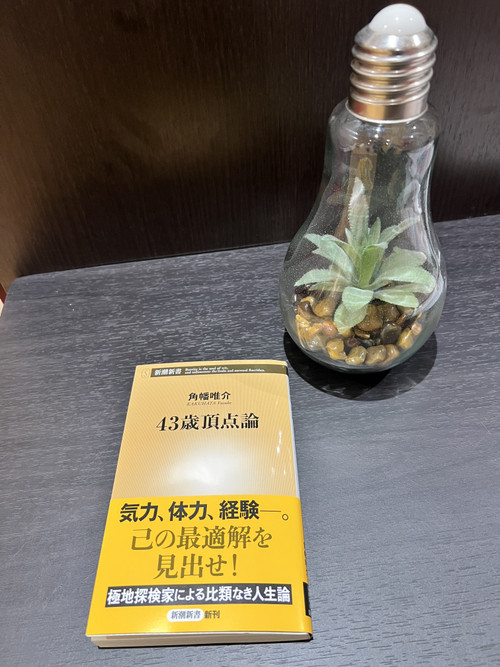 新潮新書
角幡唯介
KAKUHATA Yusuke
43歳頂点論
気力、体力、経験―。
己の最適解を
見出せ!
極地探検家による比類なき人生論
新潮新書 新刊